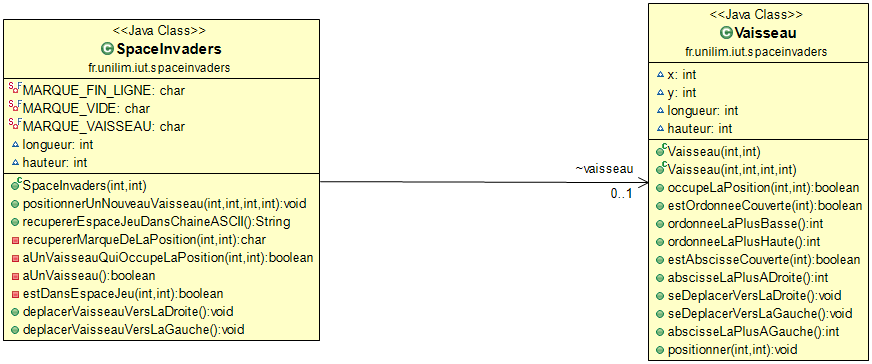 <<Java Class>>
SpaceInvaders
fr.unilim.iut.spaceinvaders
MARQUE_FIN_LIGNE: char
MARQUE_VIDE: char
MARQUE_VAISSEAU: char
longueur: int
hauteur: int
SpaceInvaders(int,int)
positionnerUnNouveauVaisseau(int,int,int,int):void
recupererEspaceJeuDansChaineASCII():String
recupererMarqueDeLaPosition(int,int):char
aUnVaisseauQuiOccupeLaPosition(int,int):boolean
aUnVaisseau():boolean
estDansEspaceJeu(int,int):boolean
deplacerVaisseauVersLaDroite():void
deplacerVaisseauVersLaGauche():void
~vaisseau
0..1
<<Java Class>>
Vaisseau
fr.unilim.iut.spaceinvaders
x: int
y: int
longueur: int
hauteur: int
Vaisseau(int,int)
Vaisseau(int,int,int,int)
occupeLaPosition(int,int):boolean
estOrdonneeCouverte(int):boolean
ordonneeLaPlusBasse():int
ordonneeLaPlusHaute():int
estAbscisseCouverte(int):boolean
abscisseLaPlusADroite():int
seDeplacerVersLaDroite():void
seDeplacerVersLaGauche():void
abscisseLaPlusAGauche():int
positionner(int,int):void